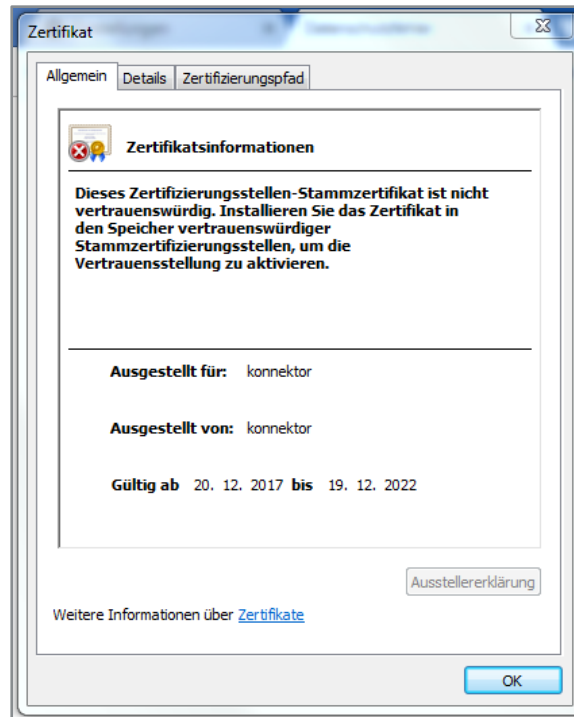 Zertifikat
Allgemein Details Zertifizierungspfad
Zertifikatsinformationen
Dieses Zertifizierungsstellen-Stammzertifikat ist nicht
vertrauenswürdig. Installieren Sie das Zertifikat in
den Speicher vertrauenswürdiger
Stammzertifizierungsstellen, um die
Vertrauensstellung zu aktivieren.
Ausgestellt für: konnektor
Ausgestellt von: konnektor
Gültig ab 20. 12. 2017 bis 19. 12. 2022
Ausstellererklärung
Weitere Informationen über Zertifikate
OK